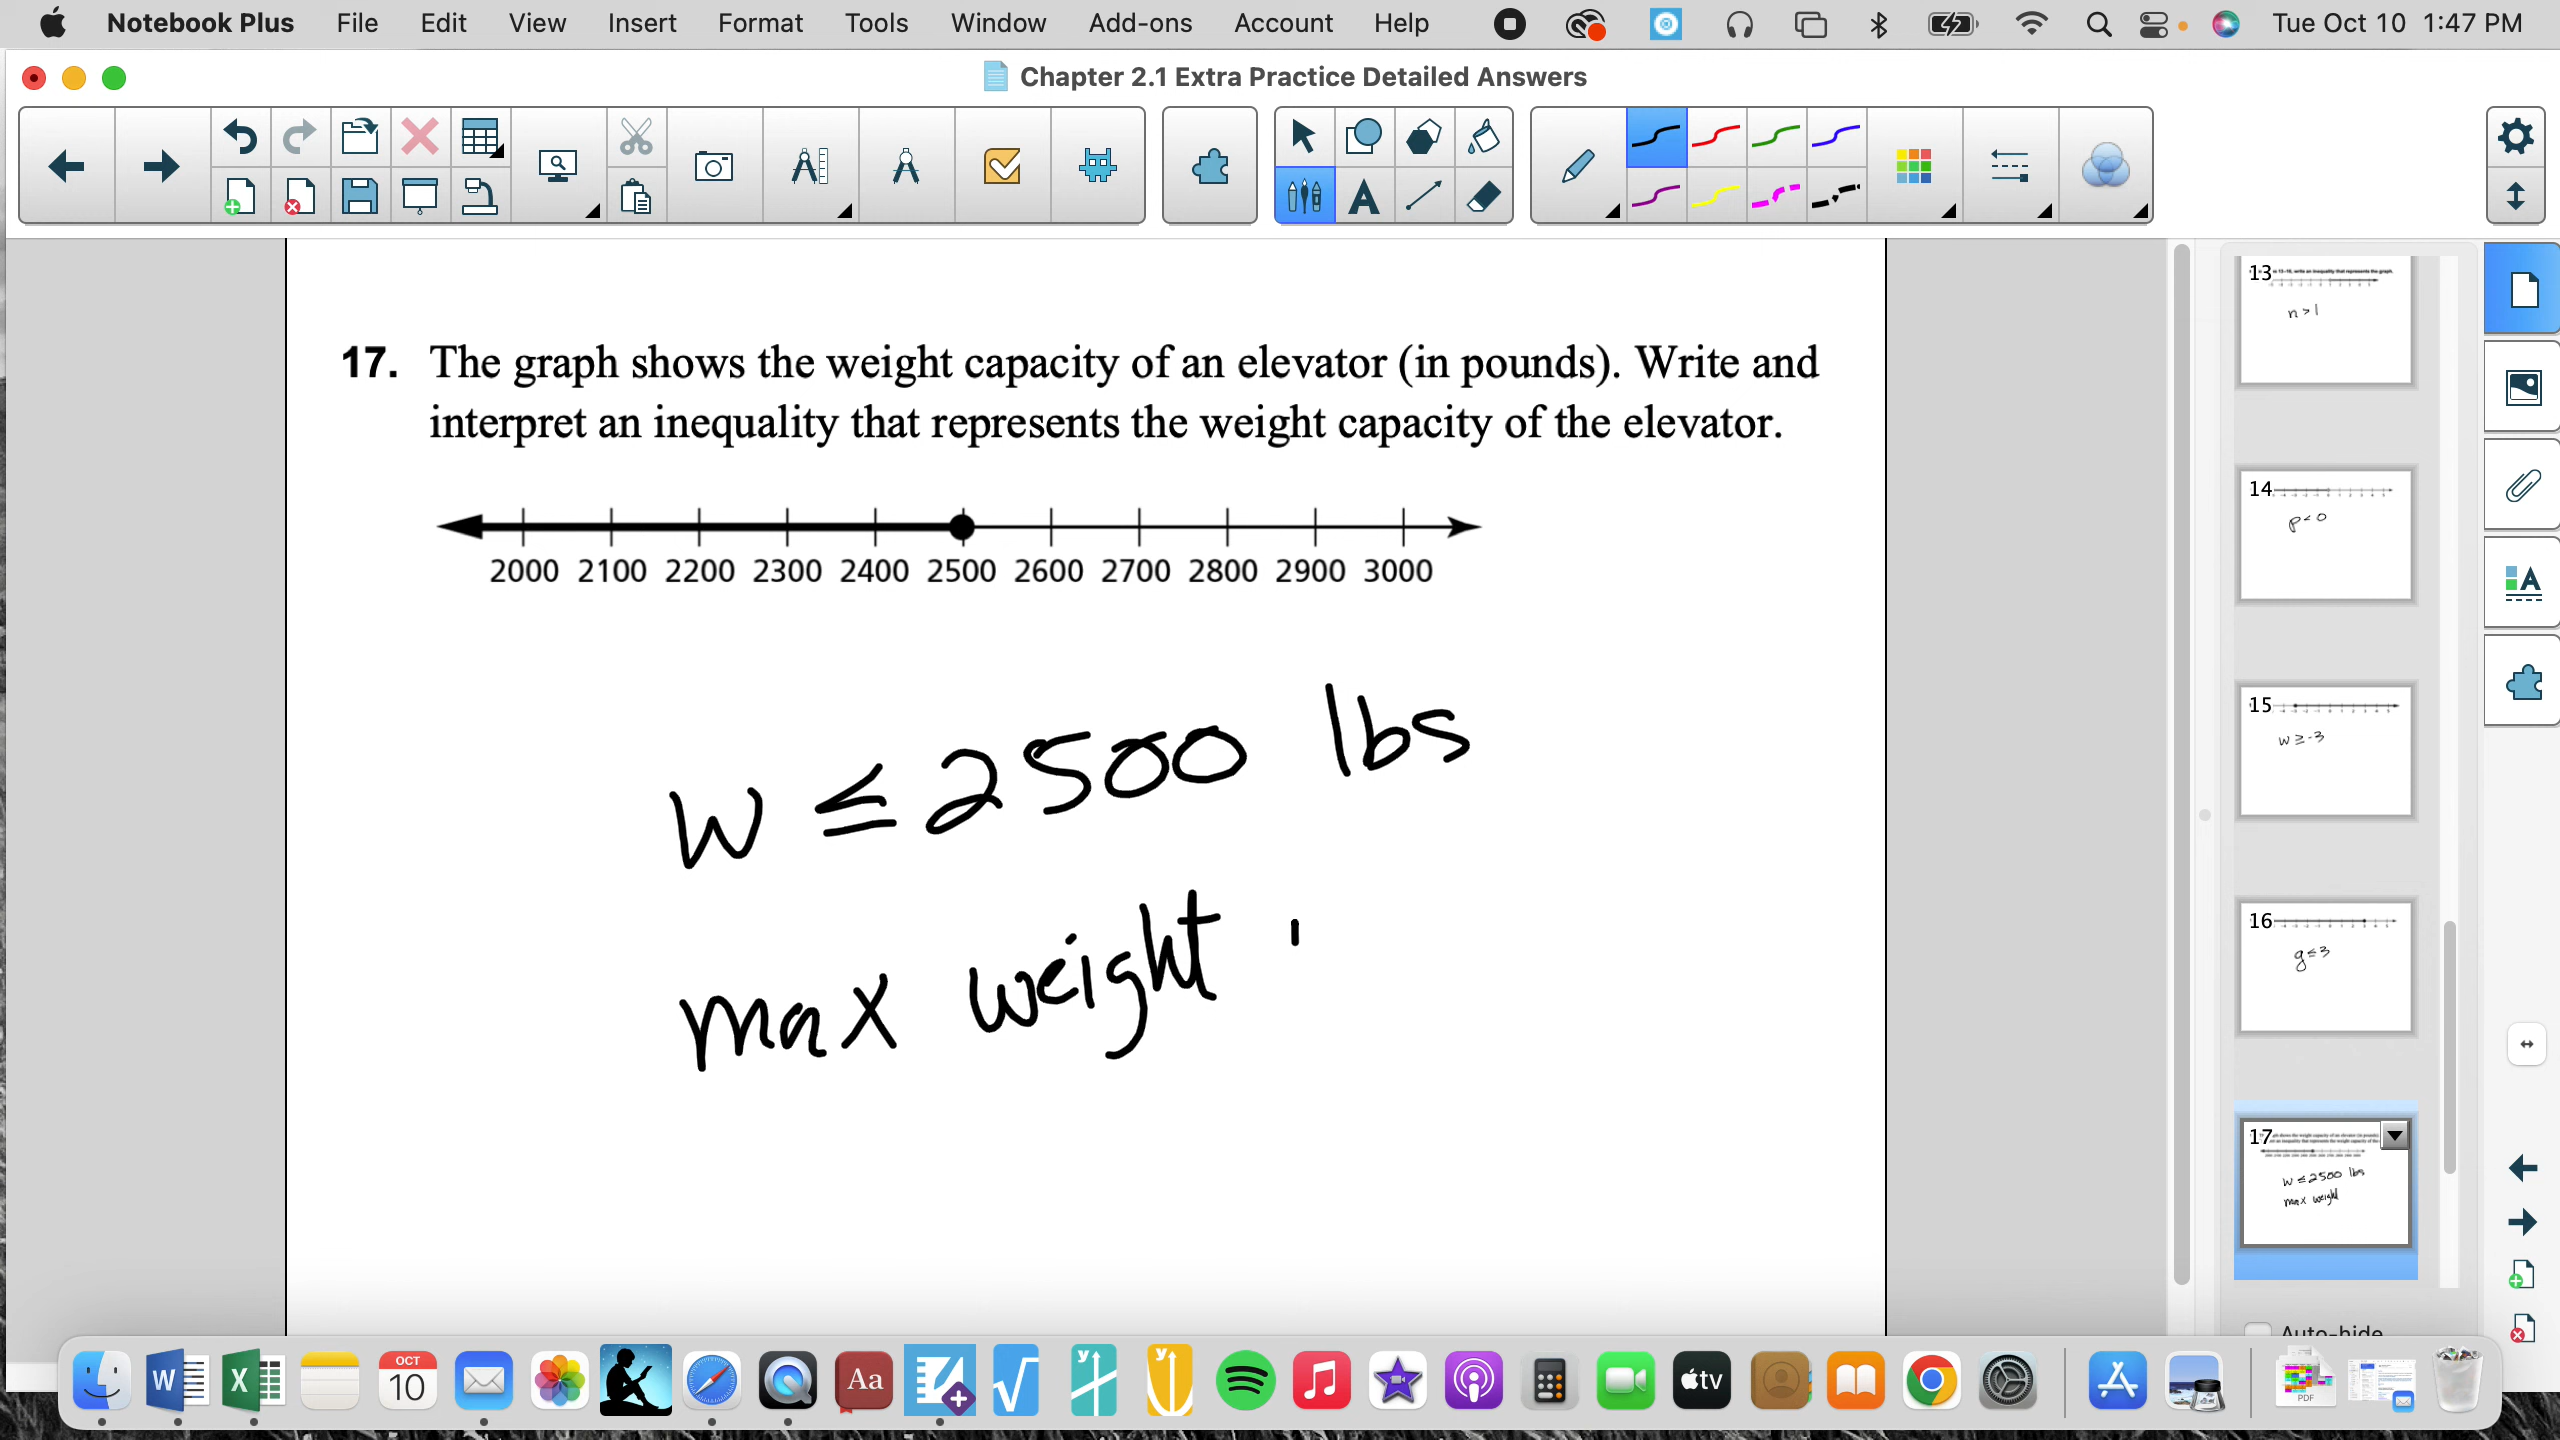 Notebook Plus File Edit View Insert Format Tools Window Add-ons Account Help Tue Oct 10 1:47 PM
Chapter 2.1 Extra Practice Detailed Answers
17. The graph shows the weight capacity of an elevator (in pounds). Write and
interpret an inequality that represents the weight capacity of the elevator.
2000 2100 2200 2300 2400 2500 2600 2700 2800 2900 3000
w ≤ 2500 lbs
max weight
13
n > 1
14
p < 0
15
w ≥ -3
16
g ≤ 3
17
w ≤ 2500 lbs
max weight
Auto-hide
OCT
10
Aa
tv
PDF